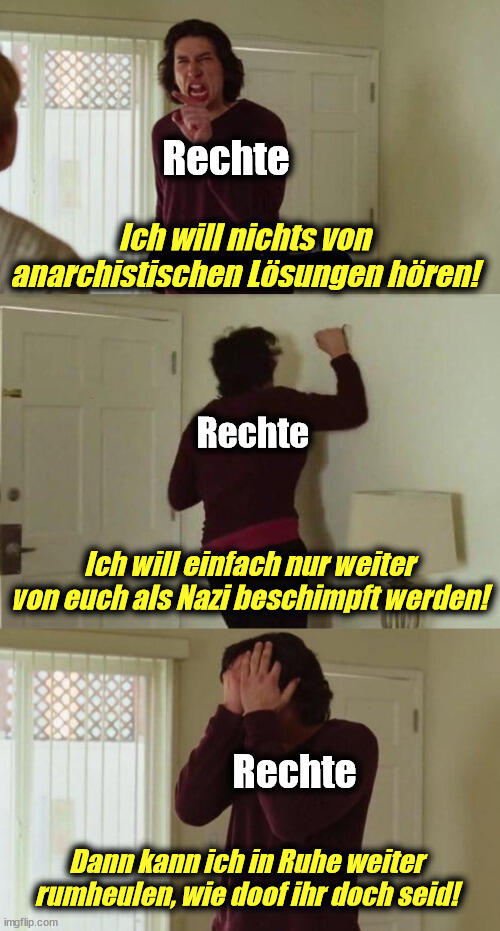 Rechte
Ich will nichts von
anarchistischen Lösungen hören!
Rechte
Ich will einfach nur weiter
von euch als Nazi beschimpft werden!
Rechte
Dann kann ich in Ruhe weiter
rumheulen, wie doof ihr doch seid!
imgflip.com